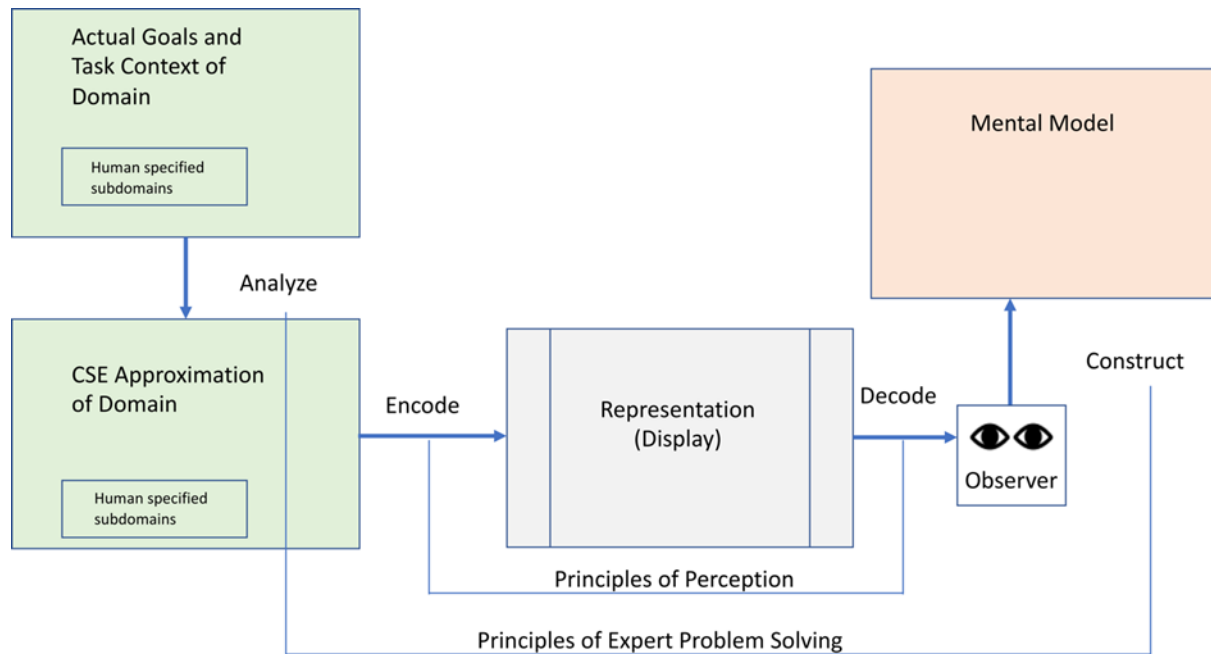 Actual Goals and
Task Context of
Domain
Human specified
subdomains
Analyze
CSE Approximation
of Domain
Human specified
subdomains
Encode
Representation
(Display)
Decode
Observer
Mental Model
Construct
Principles of Perception
Principles of Expert Problem Solving